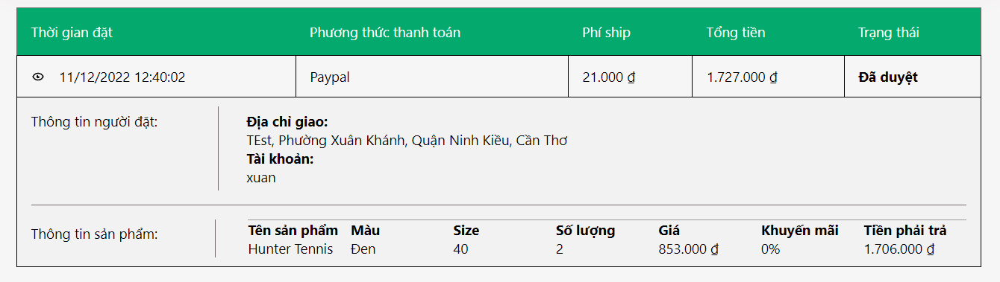 Thời gian đặt Phương thức thanh toán Phí ship Tổng tiền Trạng thái
11/12/2022 12:40:02 Paypal 21.000 ₫ 1.727.000 ₫ Đã duyệt
Thông tin người đặt:
Địa chỉ giao:
TEst, Phường Xuân Khánh, Quận Ninh Kiều, Cần Thơ
Tài khoản:
xuan
Thông tin sản phẩm:
Tên sản phẩm Màu Size Số lượng Giá Khuyến mãi Tiền phải trả
Hunter Tennis Đen 40 2 853.000 ₫ 0% 1.706.000 ₫